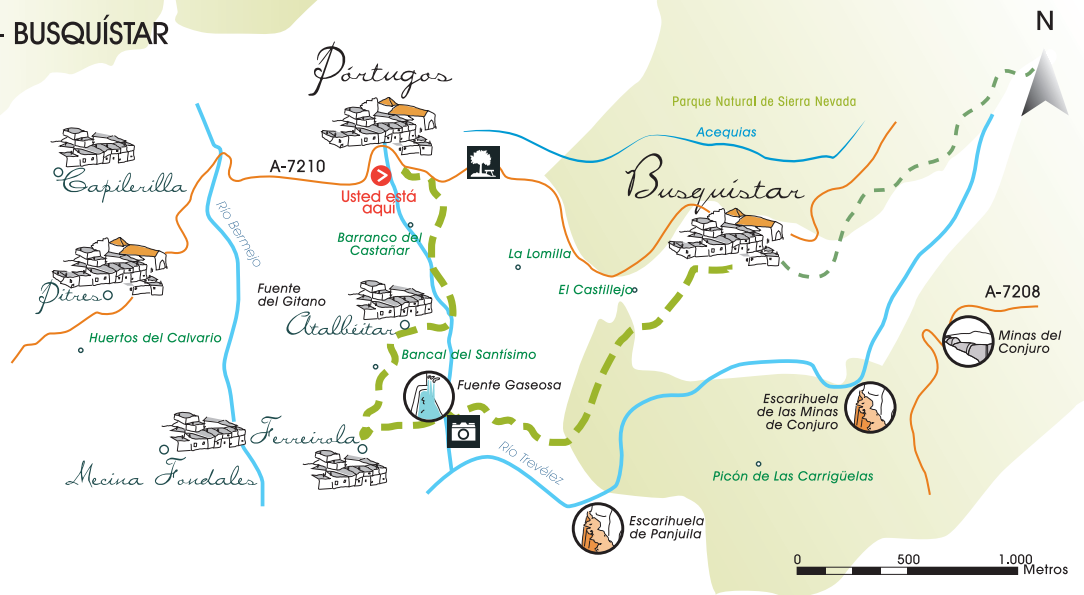 - BUSQUÍSTAR
N
Pórtugos
Parque Natural de Sierra Nevada
Acequias
A-7210
Capilerilla
Busquístar
Usted está
aquí
Río Bermejo
Barranco del
Castañar
La Lomilla
Pitres
Fuente
del Gitano
El Castillejo
A-7208
Atalbéitar
Huertos del Calvario
Minas del
Conjuro
Bancal del Santísimo
Fuente Gaseosa
Escarihuela
de las Minas
de Conjuro
Ferreirola
Mecina Fondales
Río Trevélez
Picón de Las Carrigüelas
Escarihuela
de Panjuila
0 500 1.000
Metros